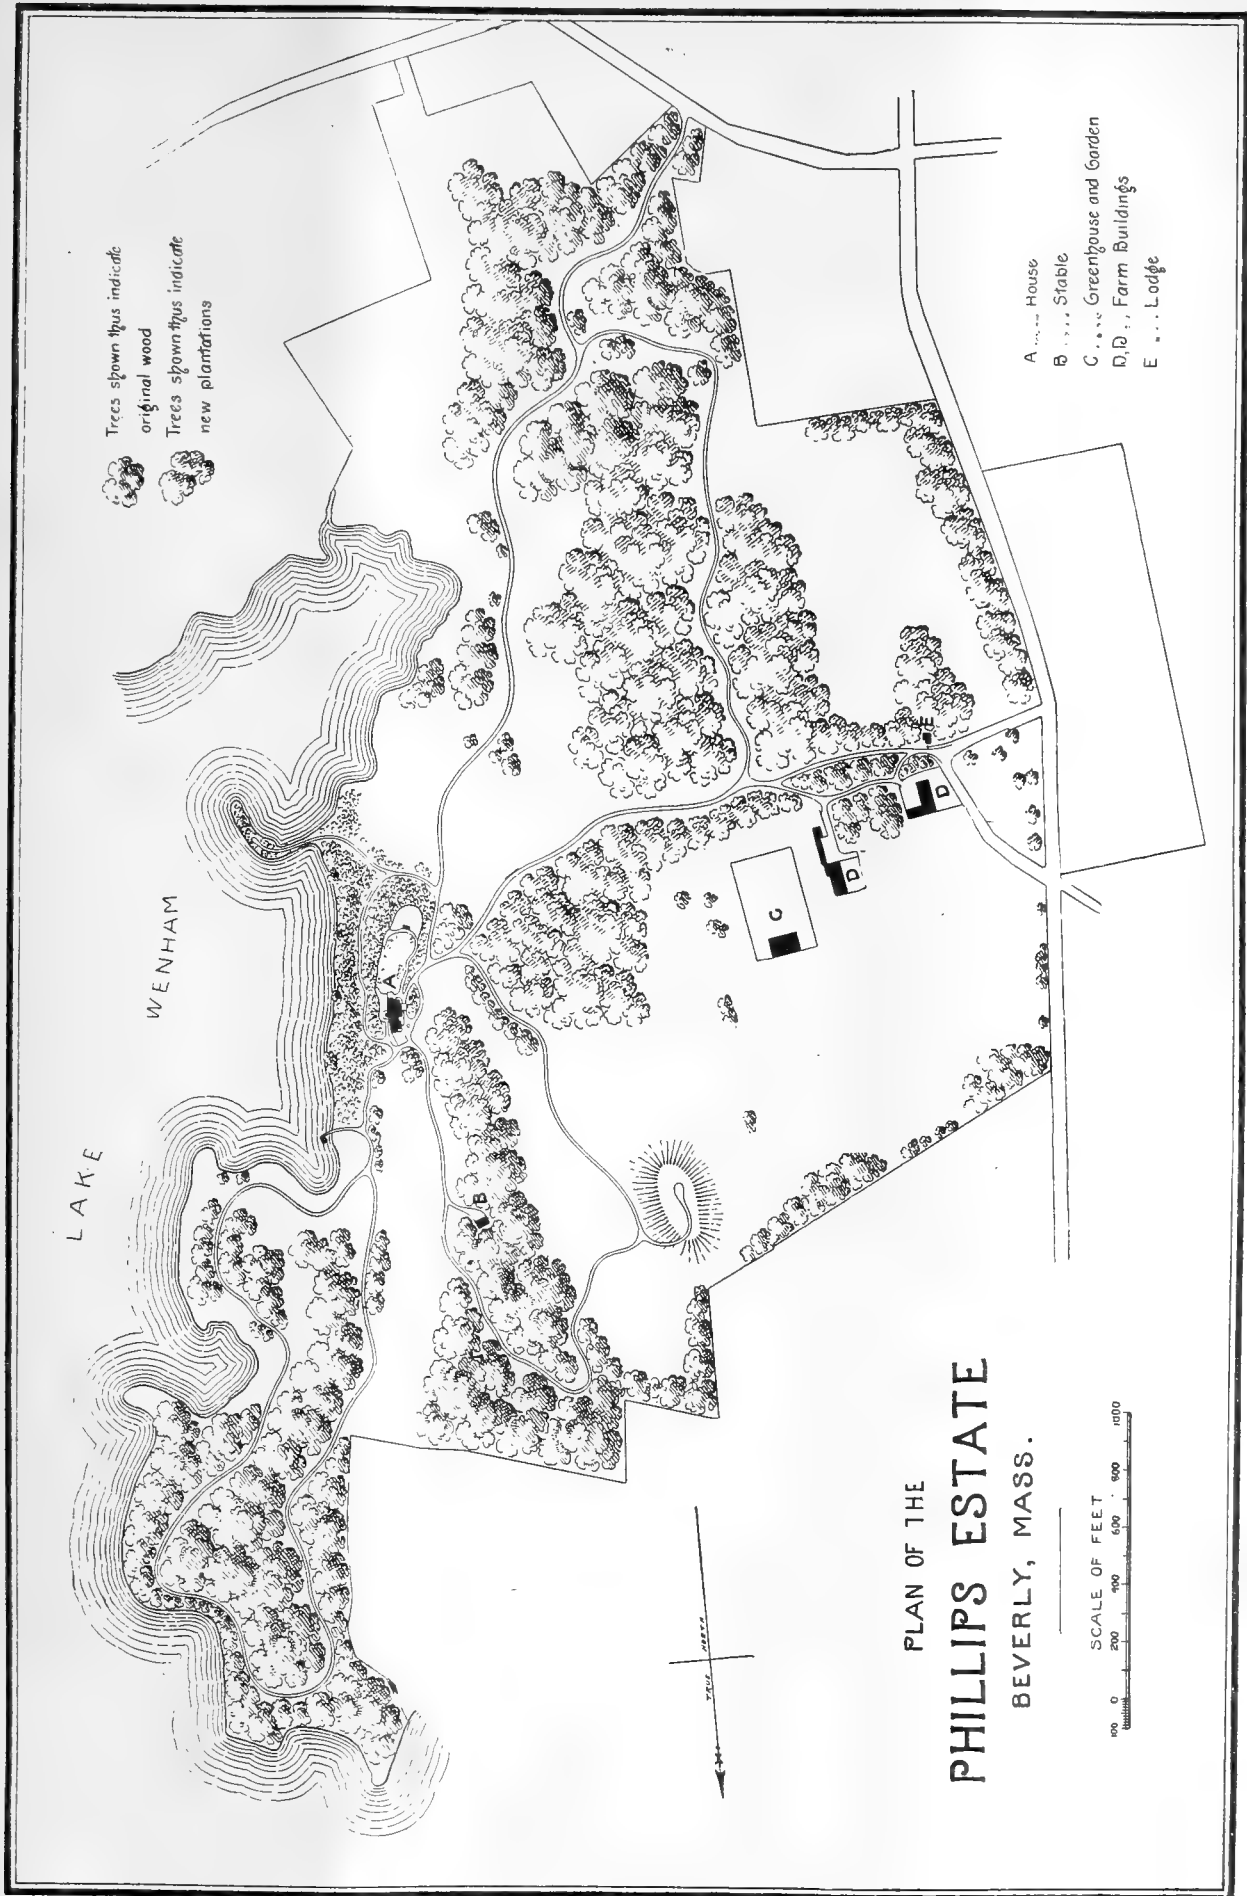 LAKE
WENHAM
Trees shown thus indicate
original wood
Trees shown thus indicate
new plantations
A
B
C
D
D
E
A ..... House
B .... Stable
C .... Greenhouse and Garden
D,D .., Farm Buildings
E .... Lodge
TRUE NORTH
PLAN OF THE
PHILLIPS ESTATE
BEVERLY, MASS.
SCALE OF FEET
100 0 200 400 600 800 1000